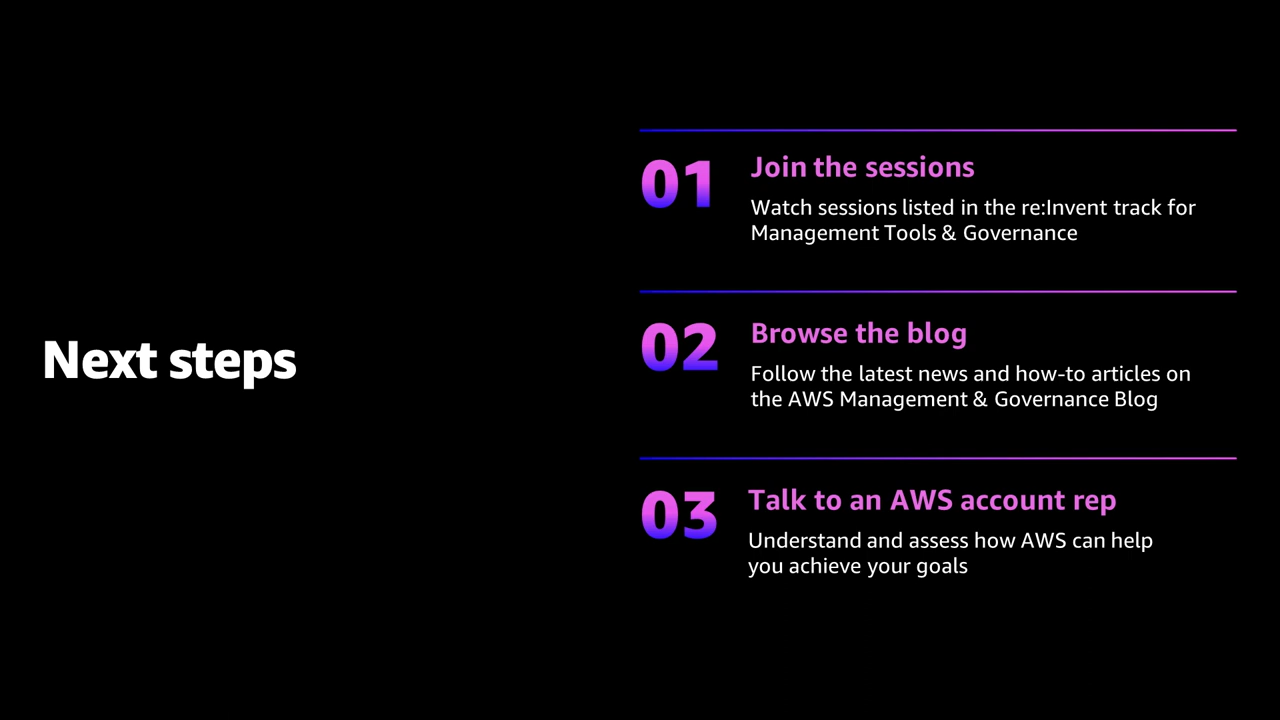 Next steps
01
Join the sessions
Watch sessions listed in the re:Invent track for
Management Tools & Governance
02
Browse the blog
Follow the latest news and how-to articles on
the AWS Management & Governance Blog
03
Talk to an AWS account rep
Understand and assess how AWS can help
you achieve your goals